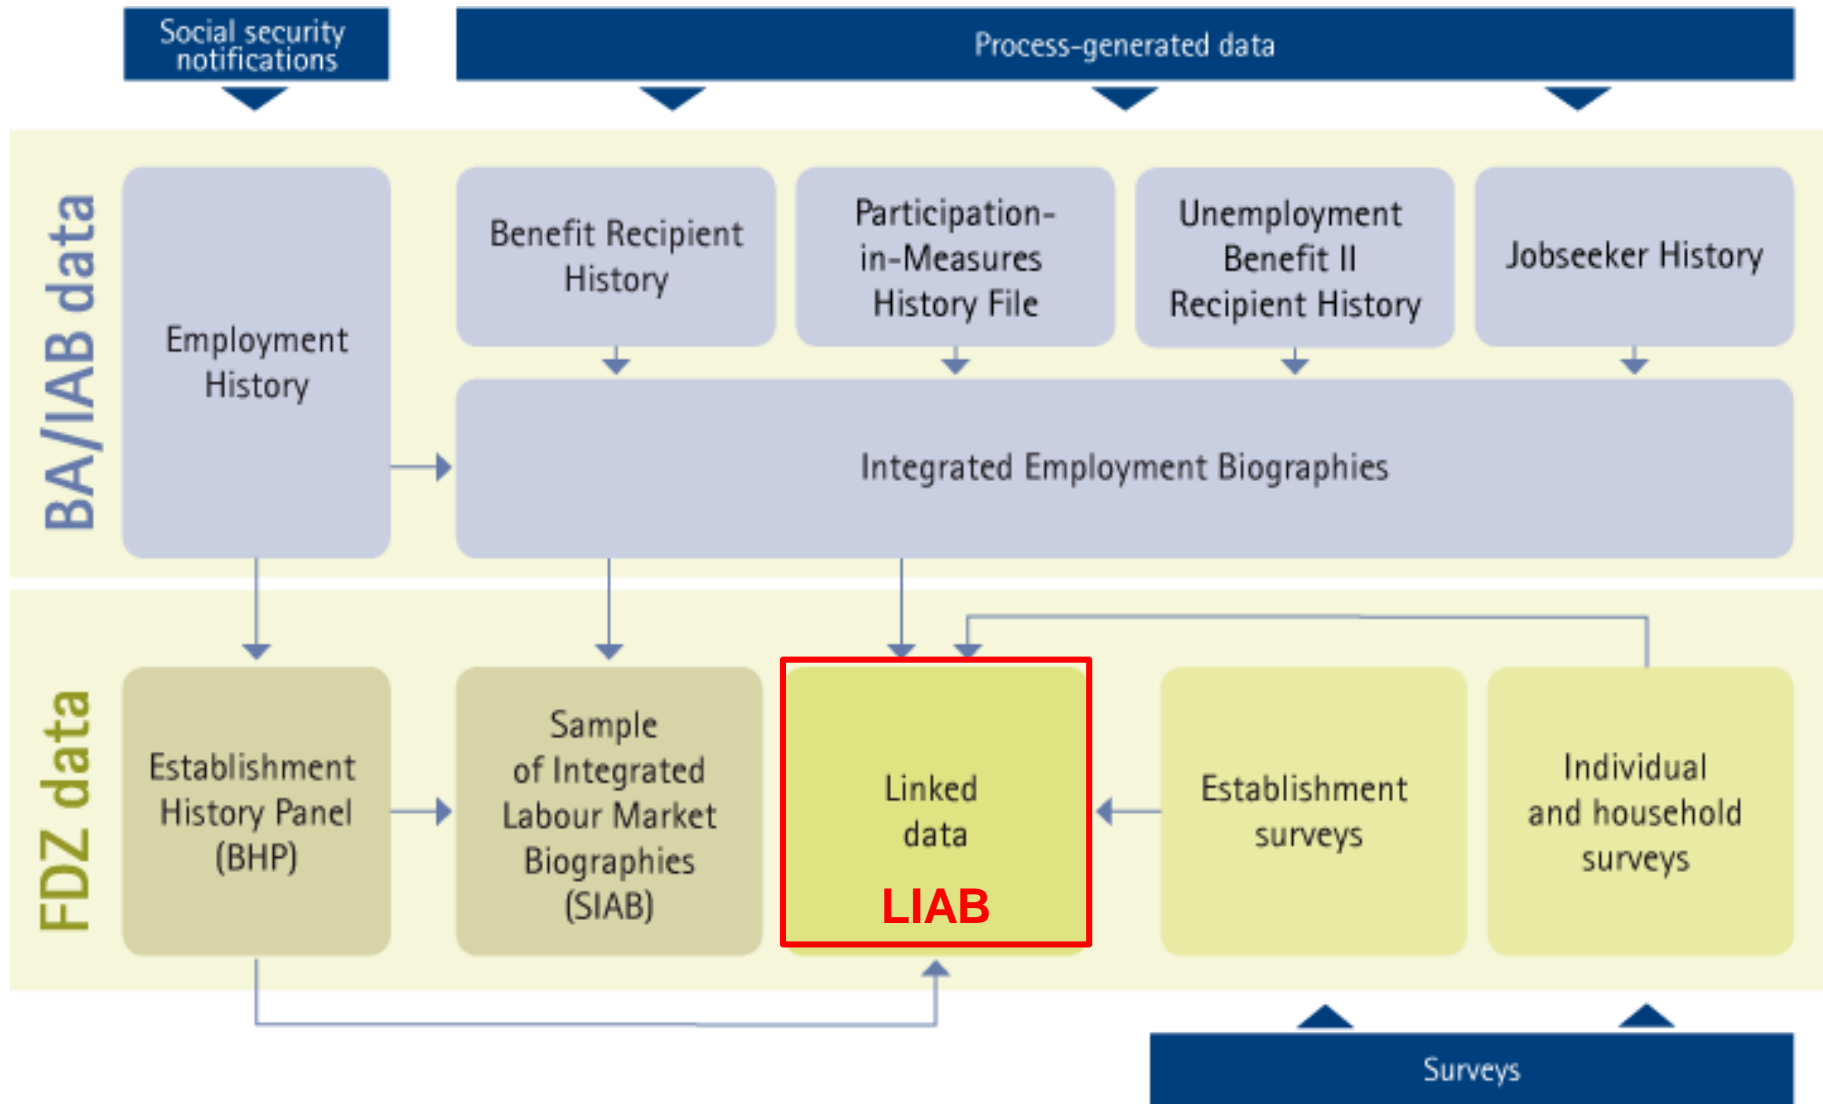 Social security
notifications
Process-generated data
BA/IAB data
Employment
History
Benefit Recipient
History
Participation-
in-Measures
History File
Unemployment
Benefit II
Recipient History
Jobseeker History
Integrated Employment Biographies
FDZ data
Establishment
History Panel
(BHP)
Sample
of Integrated
Labour Market
Biographies
(SIAB)
Linked
data
LIAB
Establishment
surveys
Individual
and household
surveys
Surveys